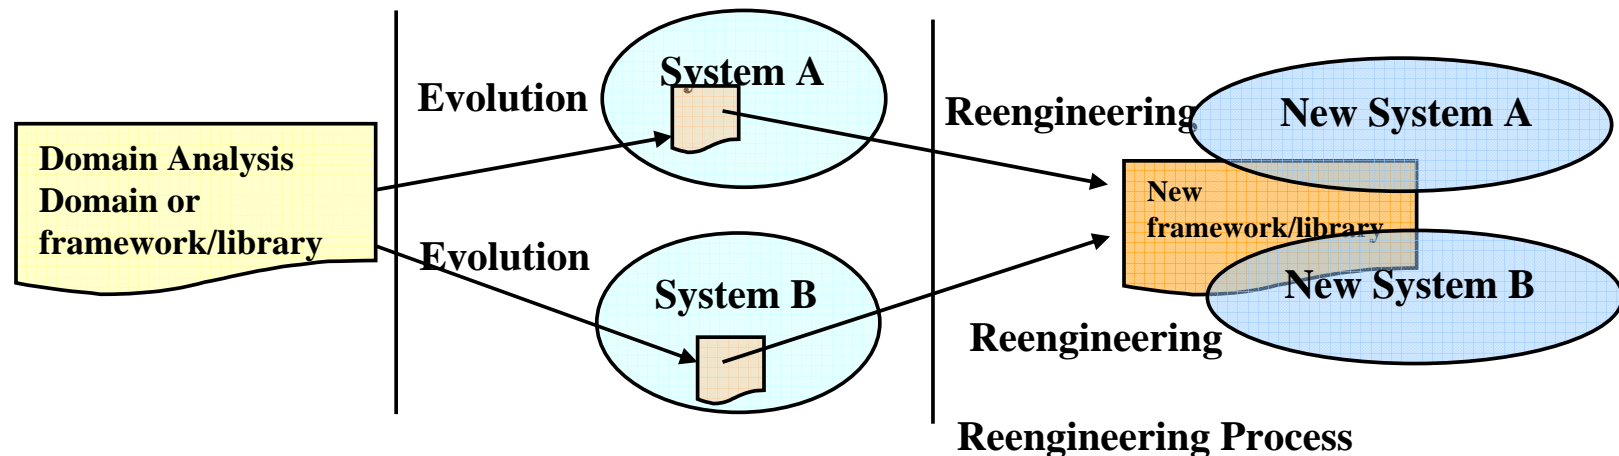 Domain Analysis
Domain or
framework/library
Evolution
Evolution
System A
System B
Reengineering
Reengineering
New System A
New
framework/library
New System B
Reengineering Process